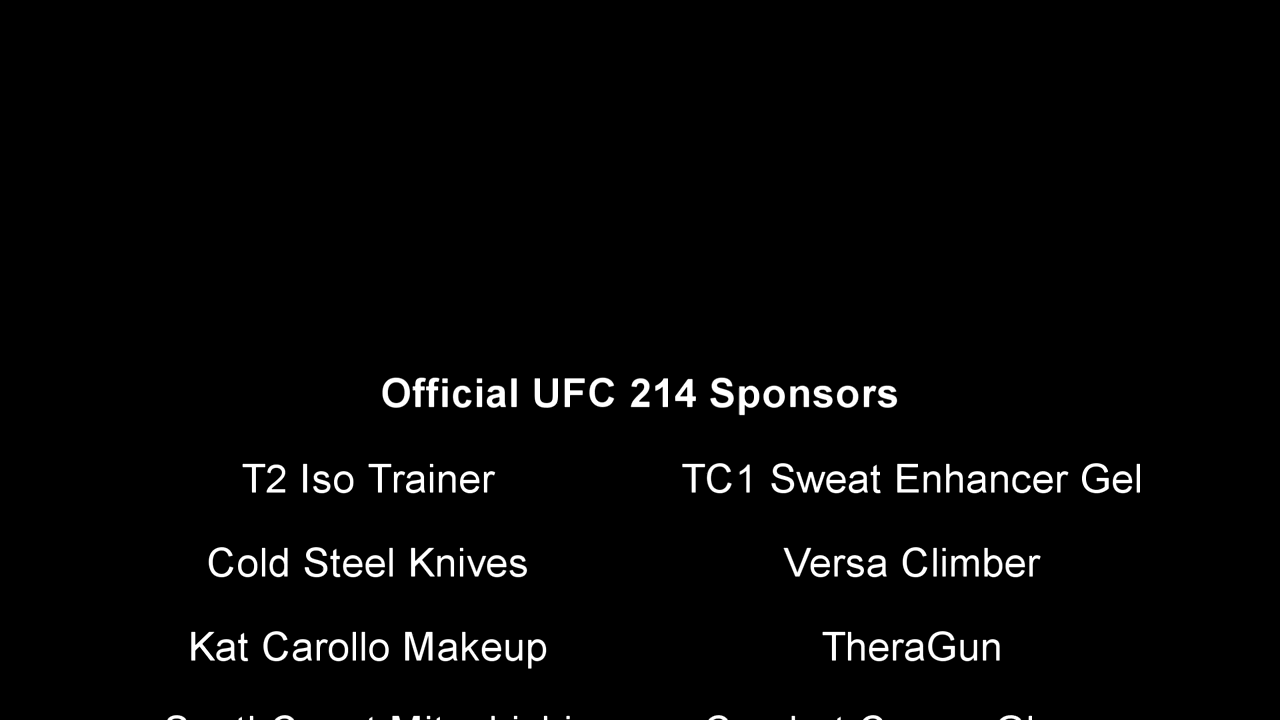 Official UFC 214 Sponsors
T2 Iso Trainer
TC1 Sweat Enhancer Gel
Cold Steel Knives
Versa Climber
Kat Carollo Makeup
TheraGun